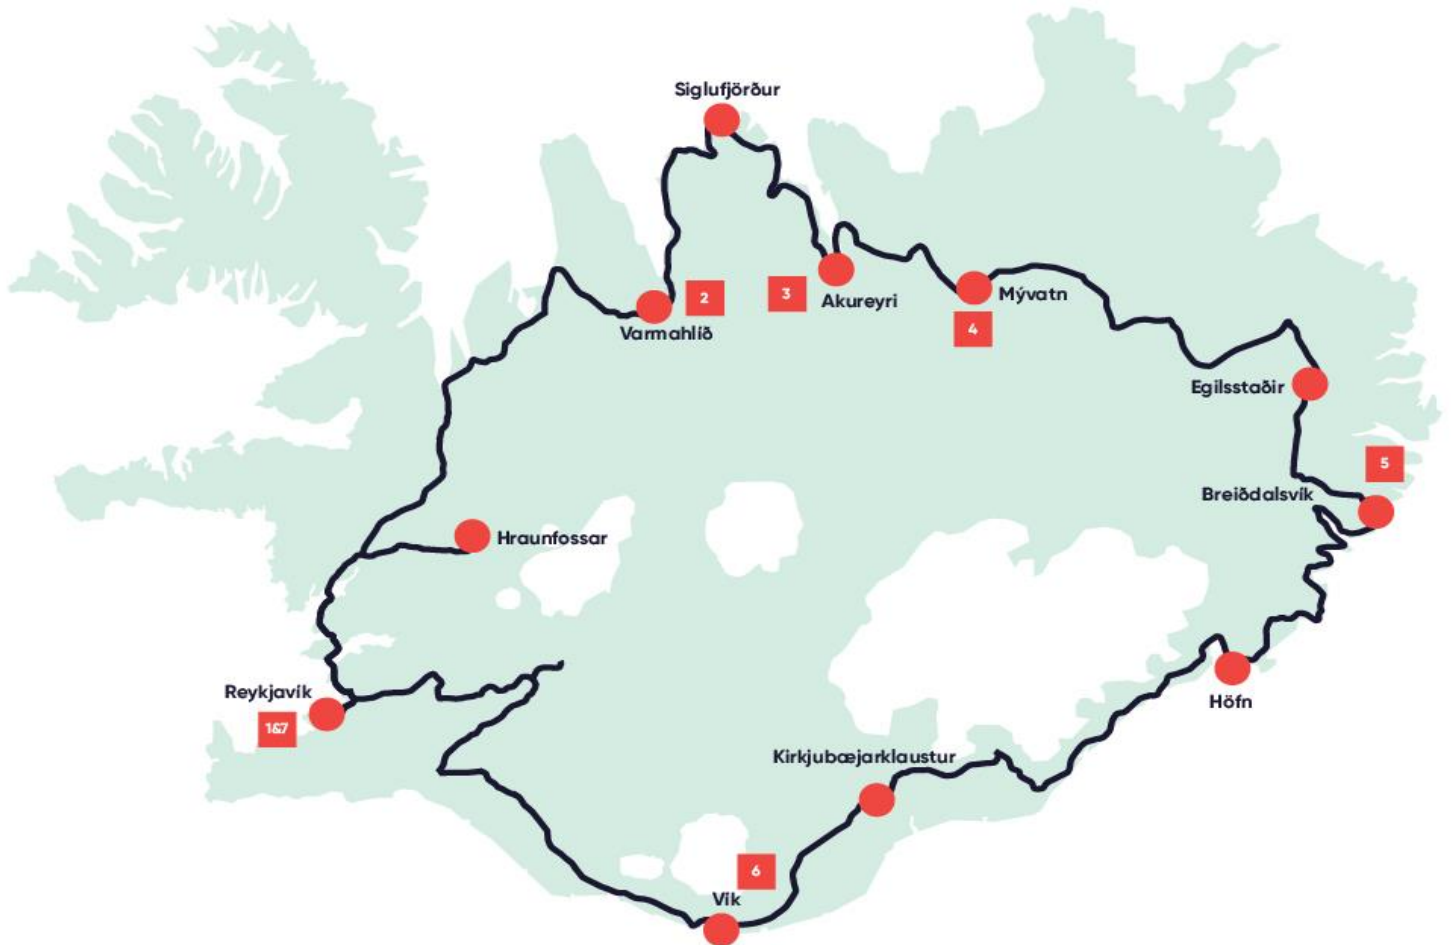 Siglufjörður
2
Varmahlíð
3
Akureyri
Mývatn
4
Egilsstaðir
5
Breiðdalsvík
Hraunfossar
Reykjavík
1&7
Höfn
Kirkjubæjarklaustur
6
Vík